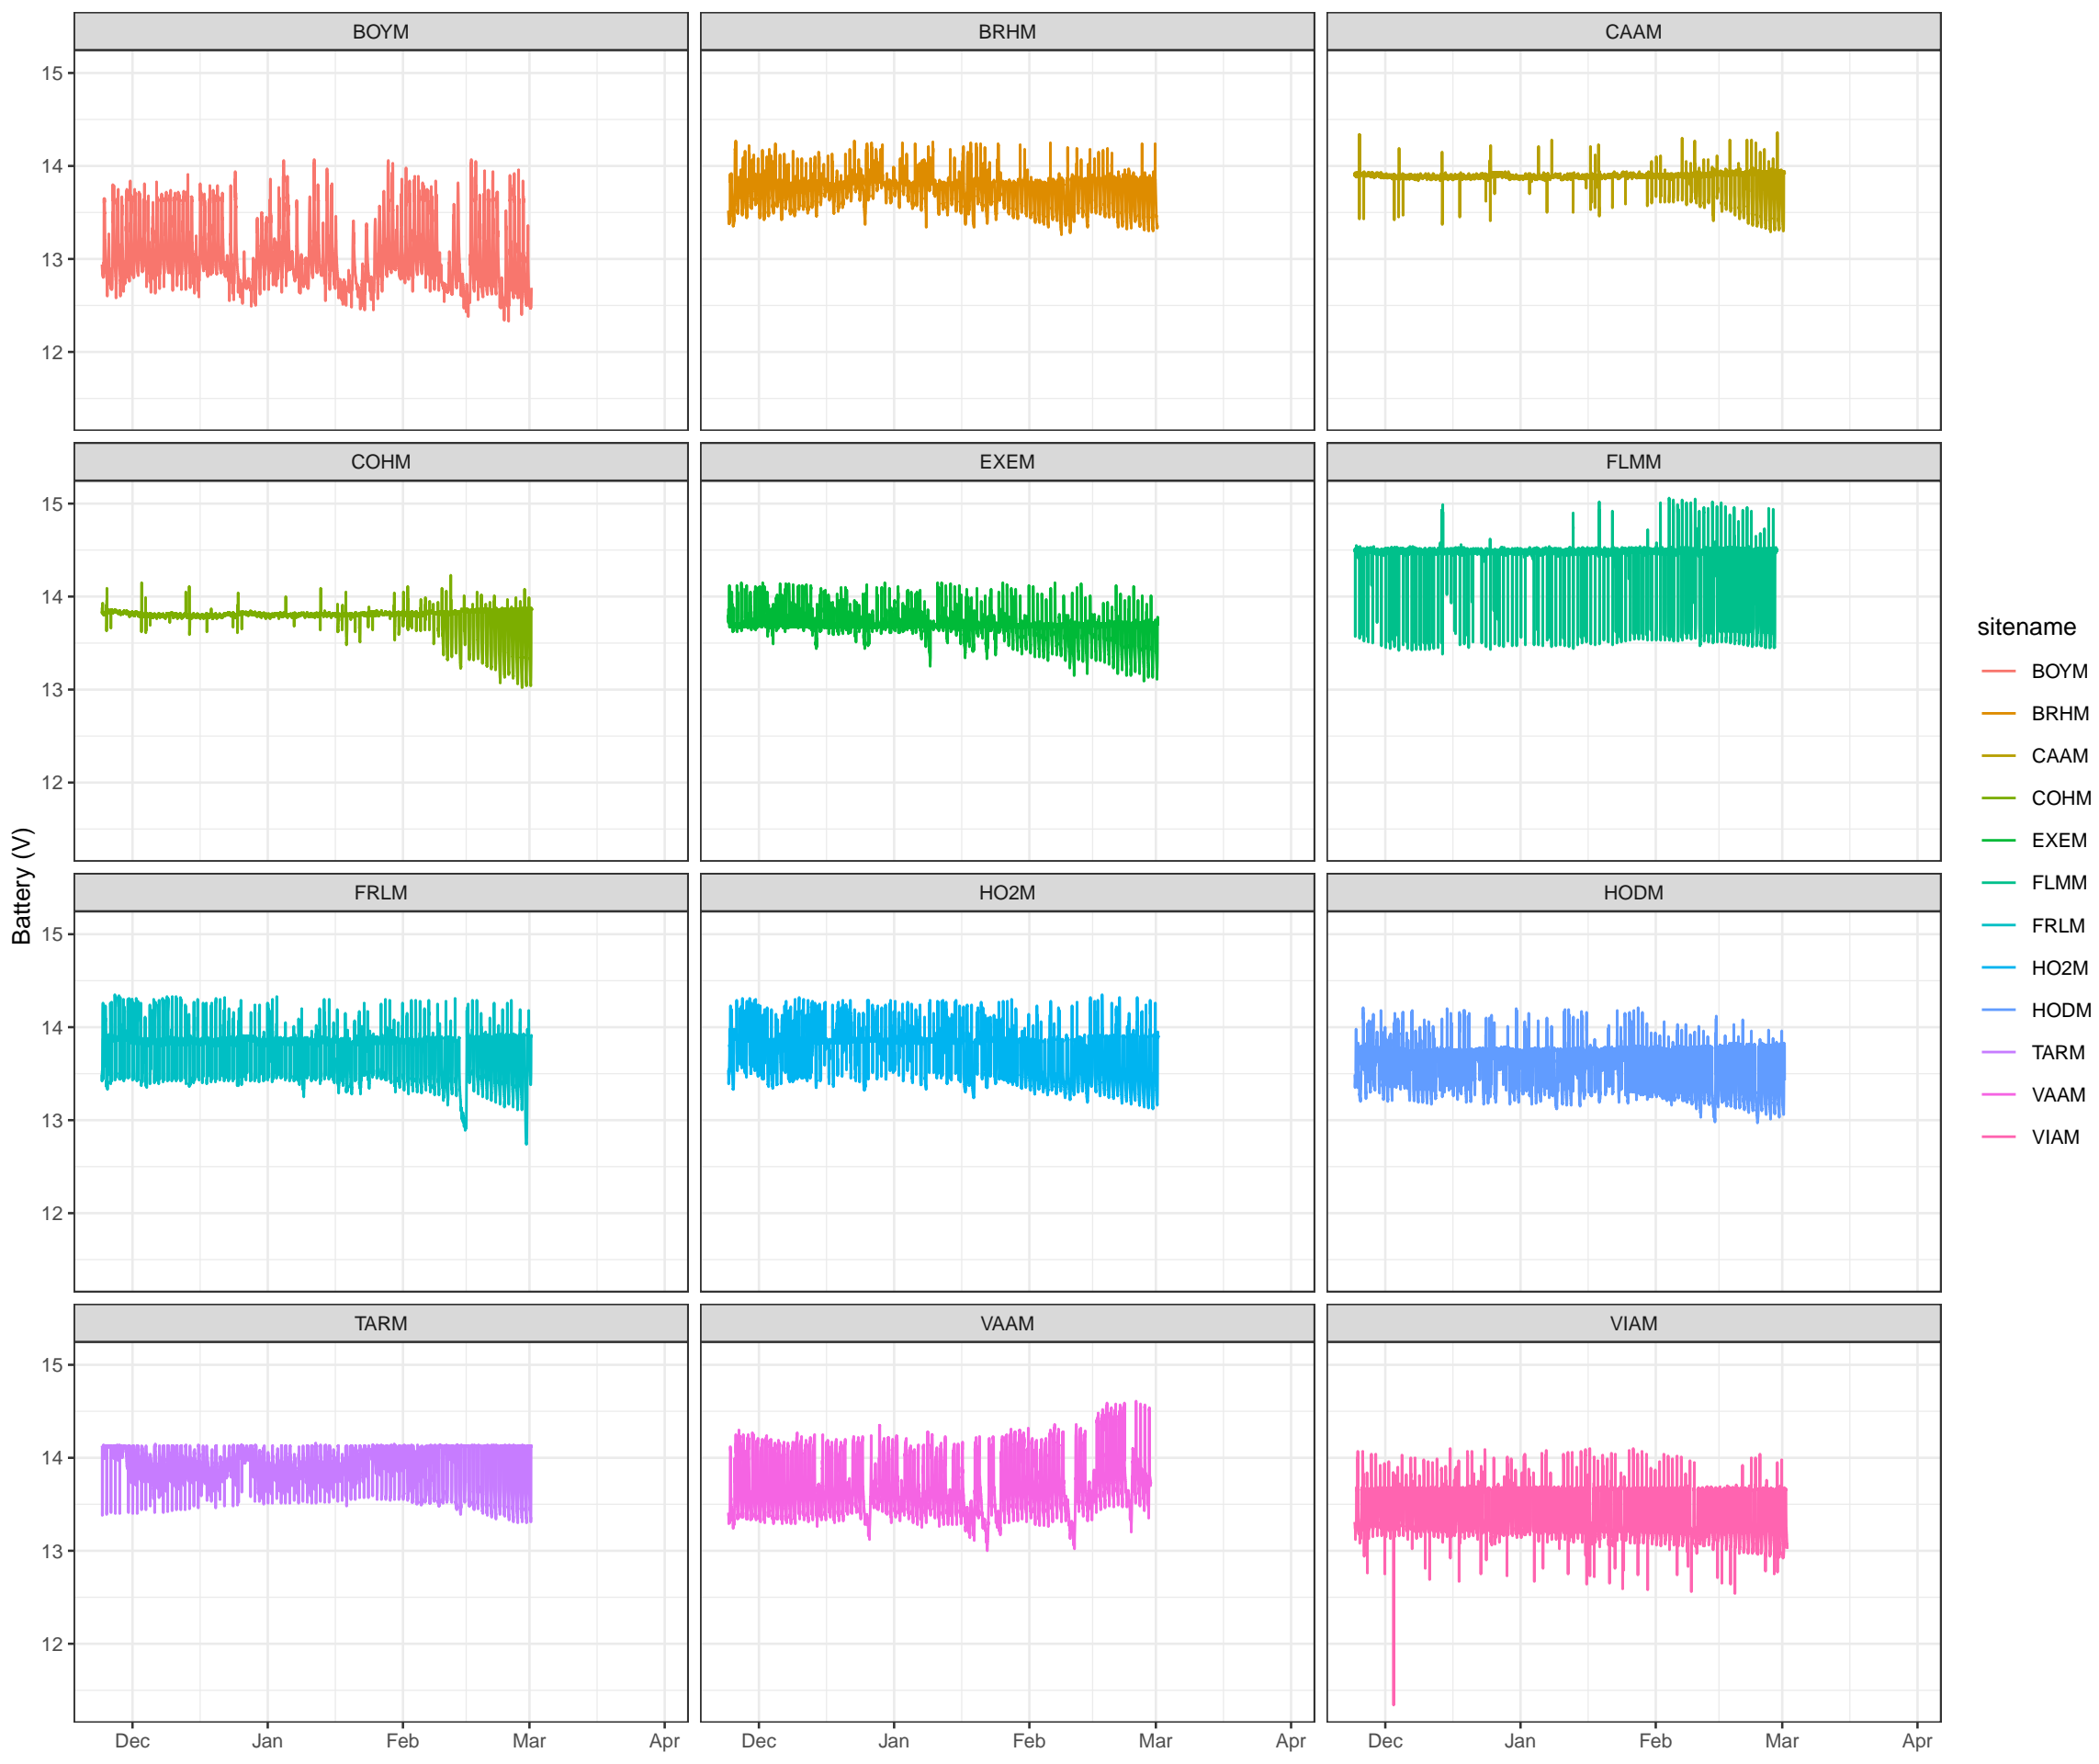 BOYM
BRHM
CAAM
15
14
13
12
COHM
EXEM
FLMM
15
14
13
12
FRLM
HO2M
HODM
15
14
13
12
TARM
VAAM
VIAM
15
14
13
12
Dec Jan Feb Mar Apr
Dec Jan Feb Mar Apr
Dec Jan Feb Mar Apr
Battery (V)
sitename
BOYM
BRHM
CAAM
COHM
EXEM
FLMM
FRLM
HO2M
HODM
TARM
VAAM
VIAM